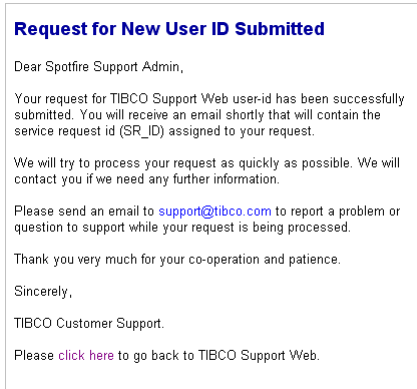 Request for New User ID Submitted
Dear Spotfire Support Admin,
Your request for TIBCO Support Web user-id has been successfully
submitted. You will receive an email shortly that will contain the
service request id (SR_ID) assigned to your request.
We will try to process your request as quickly as possible. We will
contact you if we need any further information.
Please send an email to support@tibco.com to report a problem or
question to support while your request is being processed.
Thank you very much for your co-operation and patience.
Sincerely,
TIBCO Customer Support.
Please click here to go back to TIBCO Support Web.